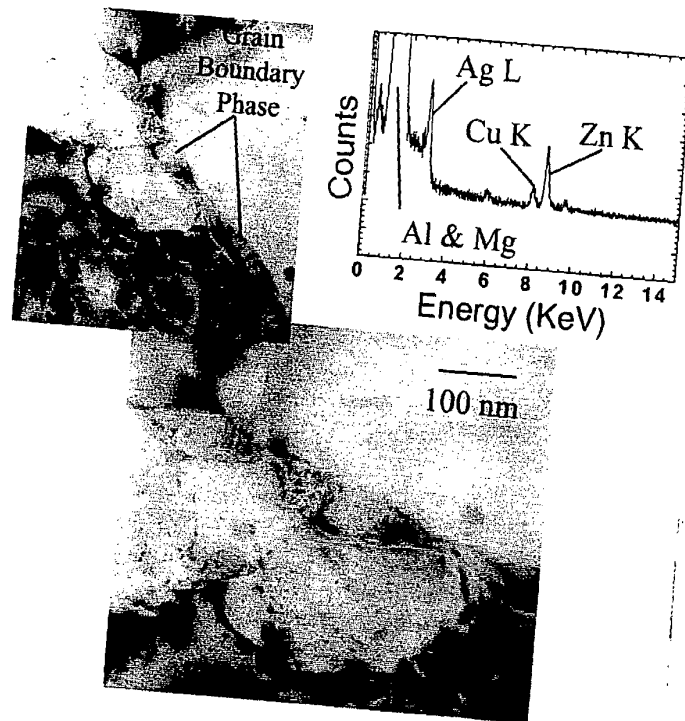 Grain
Boundary
Phase
Ag L
Cu K
Zn K
Counts
Al & Mg
0 2 4 6 8 10 12 14
Energy (KeV)
100 nm